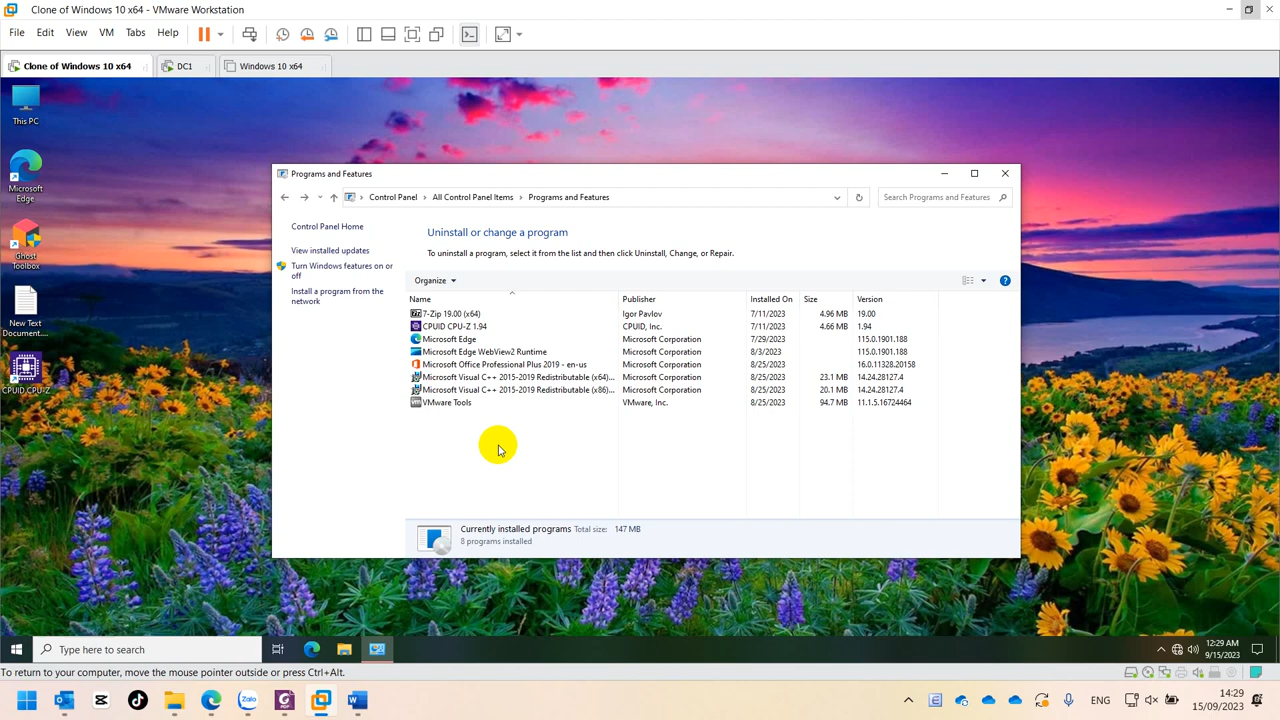 Clone of Windows 10 x64 - VMware Workstation
File Edit View VM Tabs Help
Clone of Windows 10 x64 DC1 Windows 10 x64
This PC
Microsoft
Edge
Ghost
Toolbox
New Text
Document....
CPUID CPU-Z
Programs and Features
Control Panel All Control Panel Items Programs and Features Search Programs and Features
Control Panel Home
View installed updates
Turn Windows features on or
off
Install a program from the
network
Uninstall or change a program
To uninstall a program, select it from the list and then click Uninstall, Change, or Repair.
Organize
Name Publisher Installed On Size Version
7-Zip 19.00 (x64) Igor Pavlov 7/11/2023 4.96 MB 19.00
CPUID CPU-Z 1.94 CPUID, Inc. 7/11/2023 4.66 MB 1.94
Microsoft Edge Microsoft Corporation 7/29/2023 115.0.1901.188
Microsoft Edge WebView2 Runtime Microsoft Corporation 8/3/2023 115.0.1901.188
Microsoft Office Professional Plus 2019 - en-us Microsoft Corporation 8/25/2023 16.0.11328.20158
Microsoft Visual C++ 2015-2019 Redistributable (x64)... Microsoft Corporation 8/25/2023 23.1 MB 14.24.28127.4
Microsoft Visual C++ 2015-2019 Redistributable (x86)... Microsoft Corporation 8/25/2023 20.1 MB 14.24.28127.4
VMware Tools VMware, Inc. 8/25/2023 94.7 MB 11.1.5.16724464
Currently installed programs Total size: 147 MB
8 programs installed
Type here to search
12:29 AM
9/15/2023
To return to your computer, move the mouse pointer outside or press Ctrl+Alt.
Zalo
PDF
ENG
14:29
15/09/2023